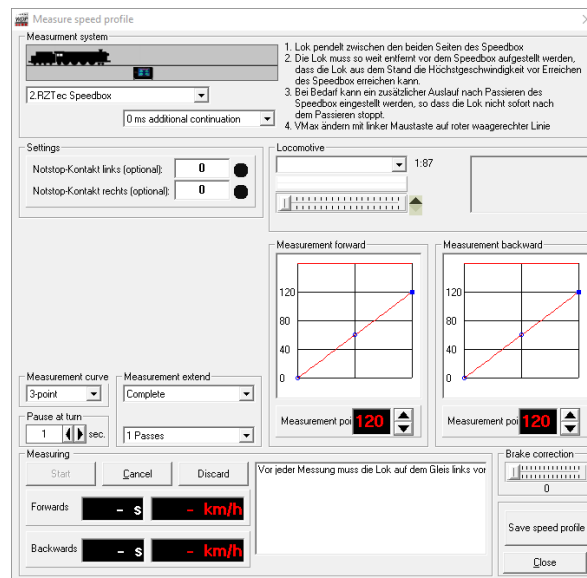 Measure speed profile
Measurment system
1. Lok pendelt zwischen den beiden Seiten des Speedbox
2. Die Lok muss so weit entfernt vor dem Speedbox aufgestellt werden,
dass die Lok aus dem Stand die Höchstgeschwindigkeit vor Erreichen
des Speedbox erreichen kann.
3. Bei Bedarf kann ein zusätzlicher Auslauf nach Passieren des
Speedbox eingestellt werden, so dass die Lok nicht sofort nach
dem Passieren stoppt.
4. VMax ändern mit linker Maustaste auf roter waagerechter Linie
2.RZTec Speedbox
0 ms additional continuation
Settings
Notstop-Kontakt links (optional): 0
Notstop-Kontakt rechts (optional): 0
Locomotive
1:87
Measurement forward
120
80
40
0
Measurement poi 120
Measurement backward
120
80
40
0
Measurement poi 120
Measurement curve
3-point
Measurement extend
Complete
Pause at turn
1 sec.
1 Passes
Measuring
Start Cancel Discard
Forwards - s - km/h
Backwards - s - km/h
Vor jeder Messung muss die Lok auf dem Gleis links vor
Brake correction
0
Save speed profile
Close